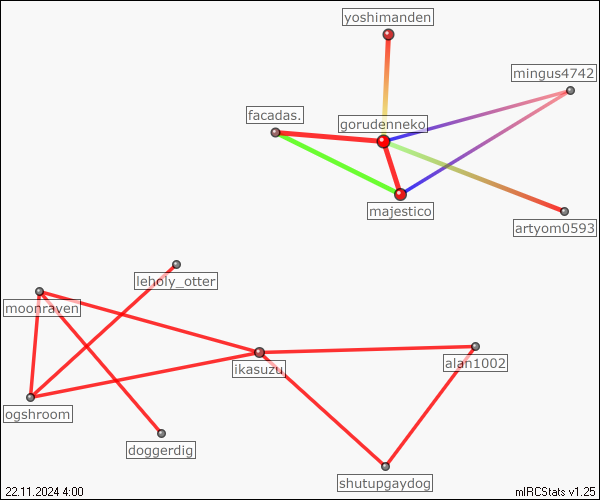 yoshimanden
mingus4742
facadas.
gorudenneko
majestico
artyom0593
leholy_otter
moonraven
ikasuzu
alan1002
ogshroom
doggerdig
shutupgaydog
22.11.2024 4:00
mIRCStats v1.25